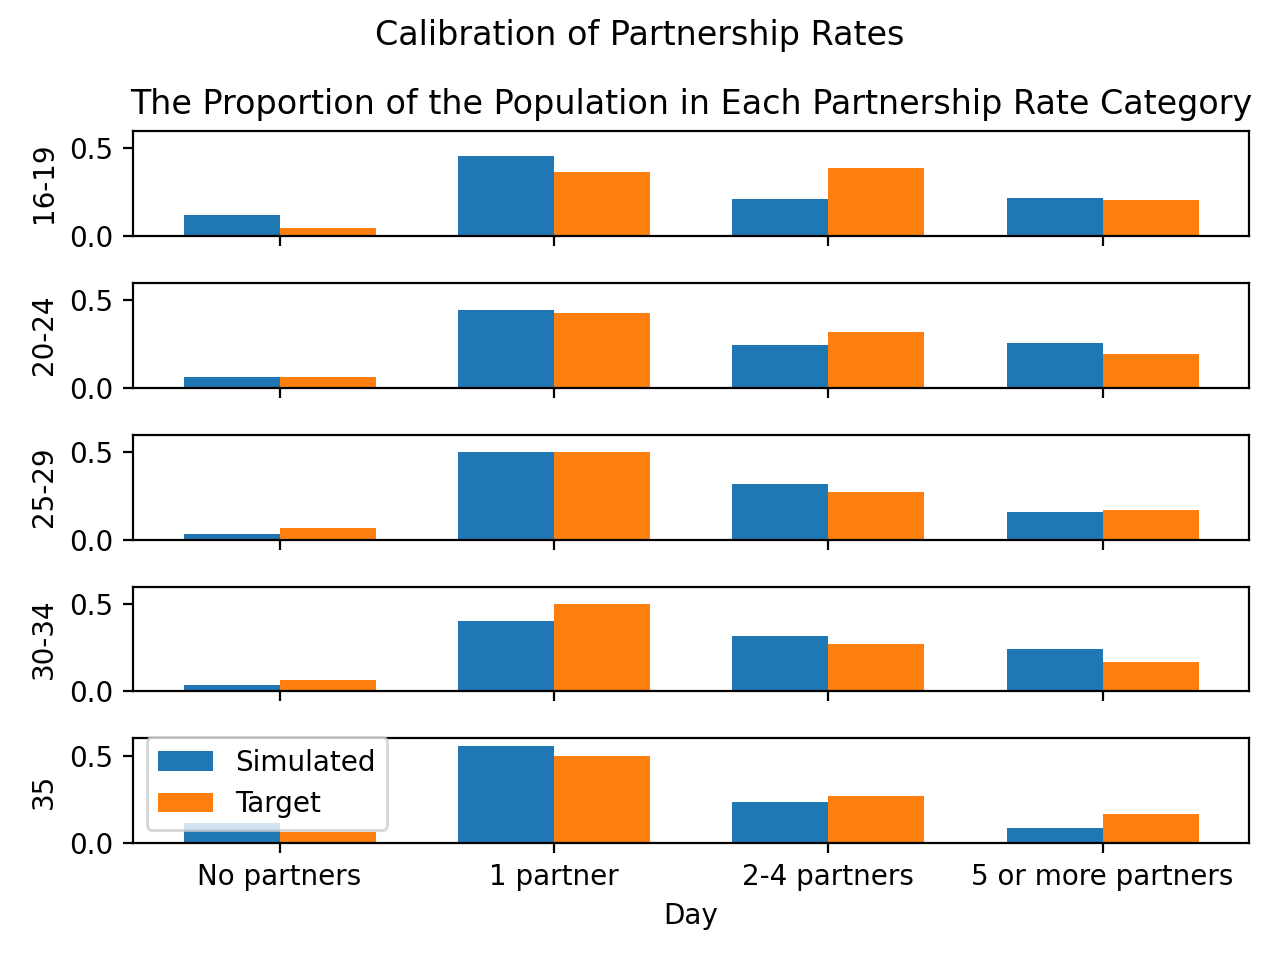 Calibration of Partnership Rates
The Proportion of the Population in Each Partnership Rate Category
0.5
16-19
0.0
0.5
20-24
0.0
0.5
25-29
0.0
0.5
30-34
0.0
0.5
35
0.0
Simulated
Target
No partners 1 partner 2-4 partners 5 or more partners
Day